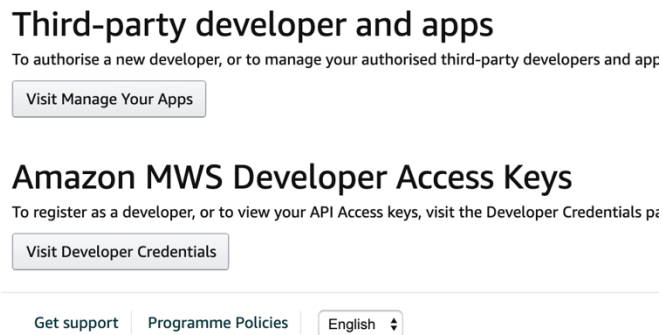 Third-party developer and apps
To authorise a new developer, or to manage your authorised third-party developers and
Visit Manage Your Apps
Amazon MWS Developer Access Keys
To register as a developer, or to view your API Access keys, visit the Developer Credentials
Visit Developer Credentials
Get support Programme Policies English